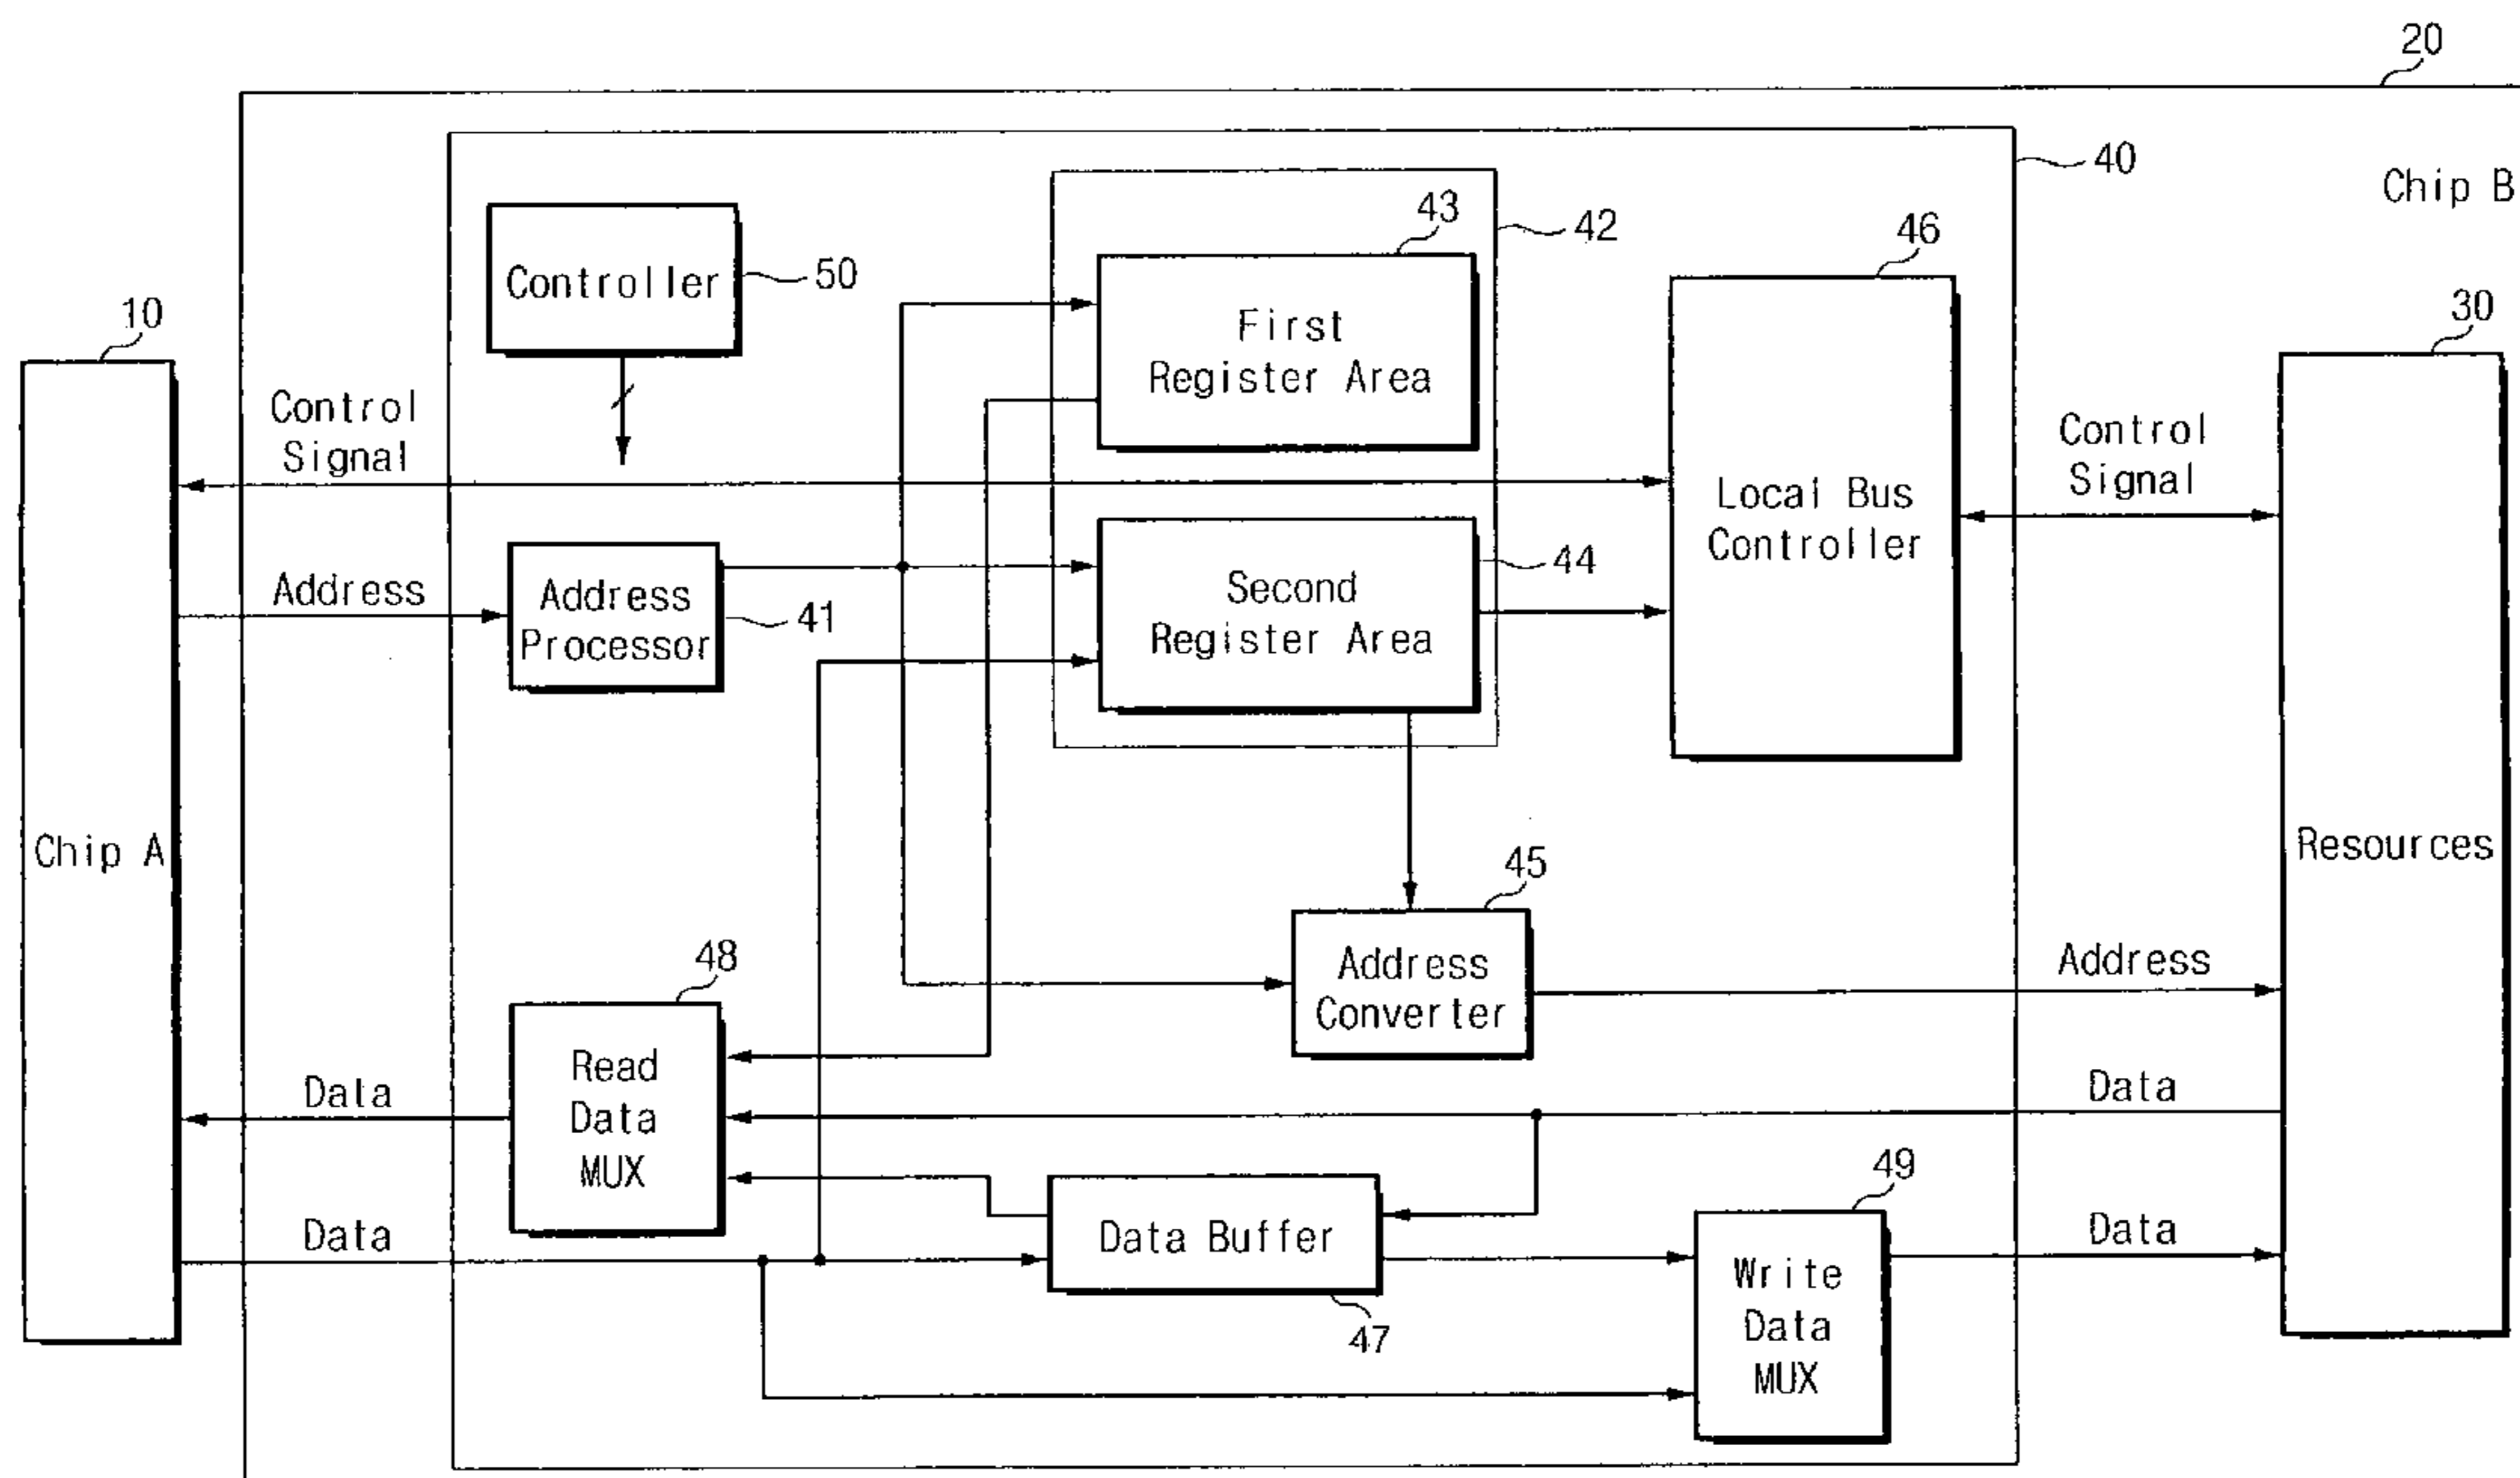 20
40
Chip B
43
42
46
Controller
50
First
Register Area
10
30
Control
Signal
Control
Signal
Local Bus
Controller
44
Second
Register Area
Address
Address
Processor
41
Chip A
Resources
45
Address
Converter
Address
48
Read
Data
MUX
Data
Data
49
Data
Data Buffer
47
Write
Data
MUX
Data